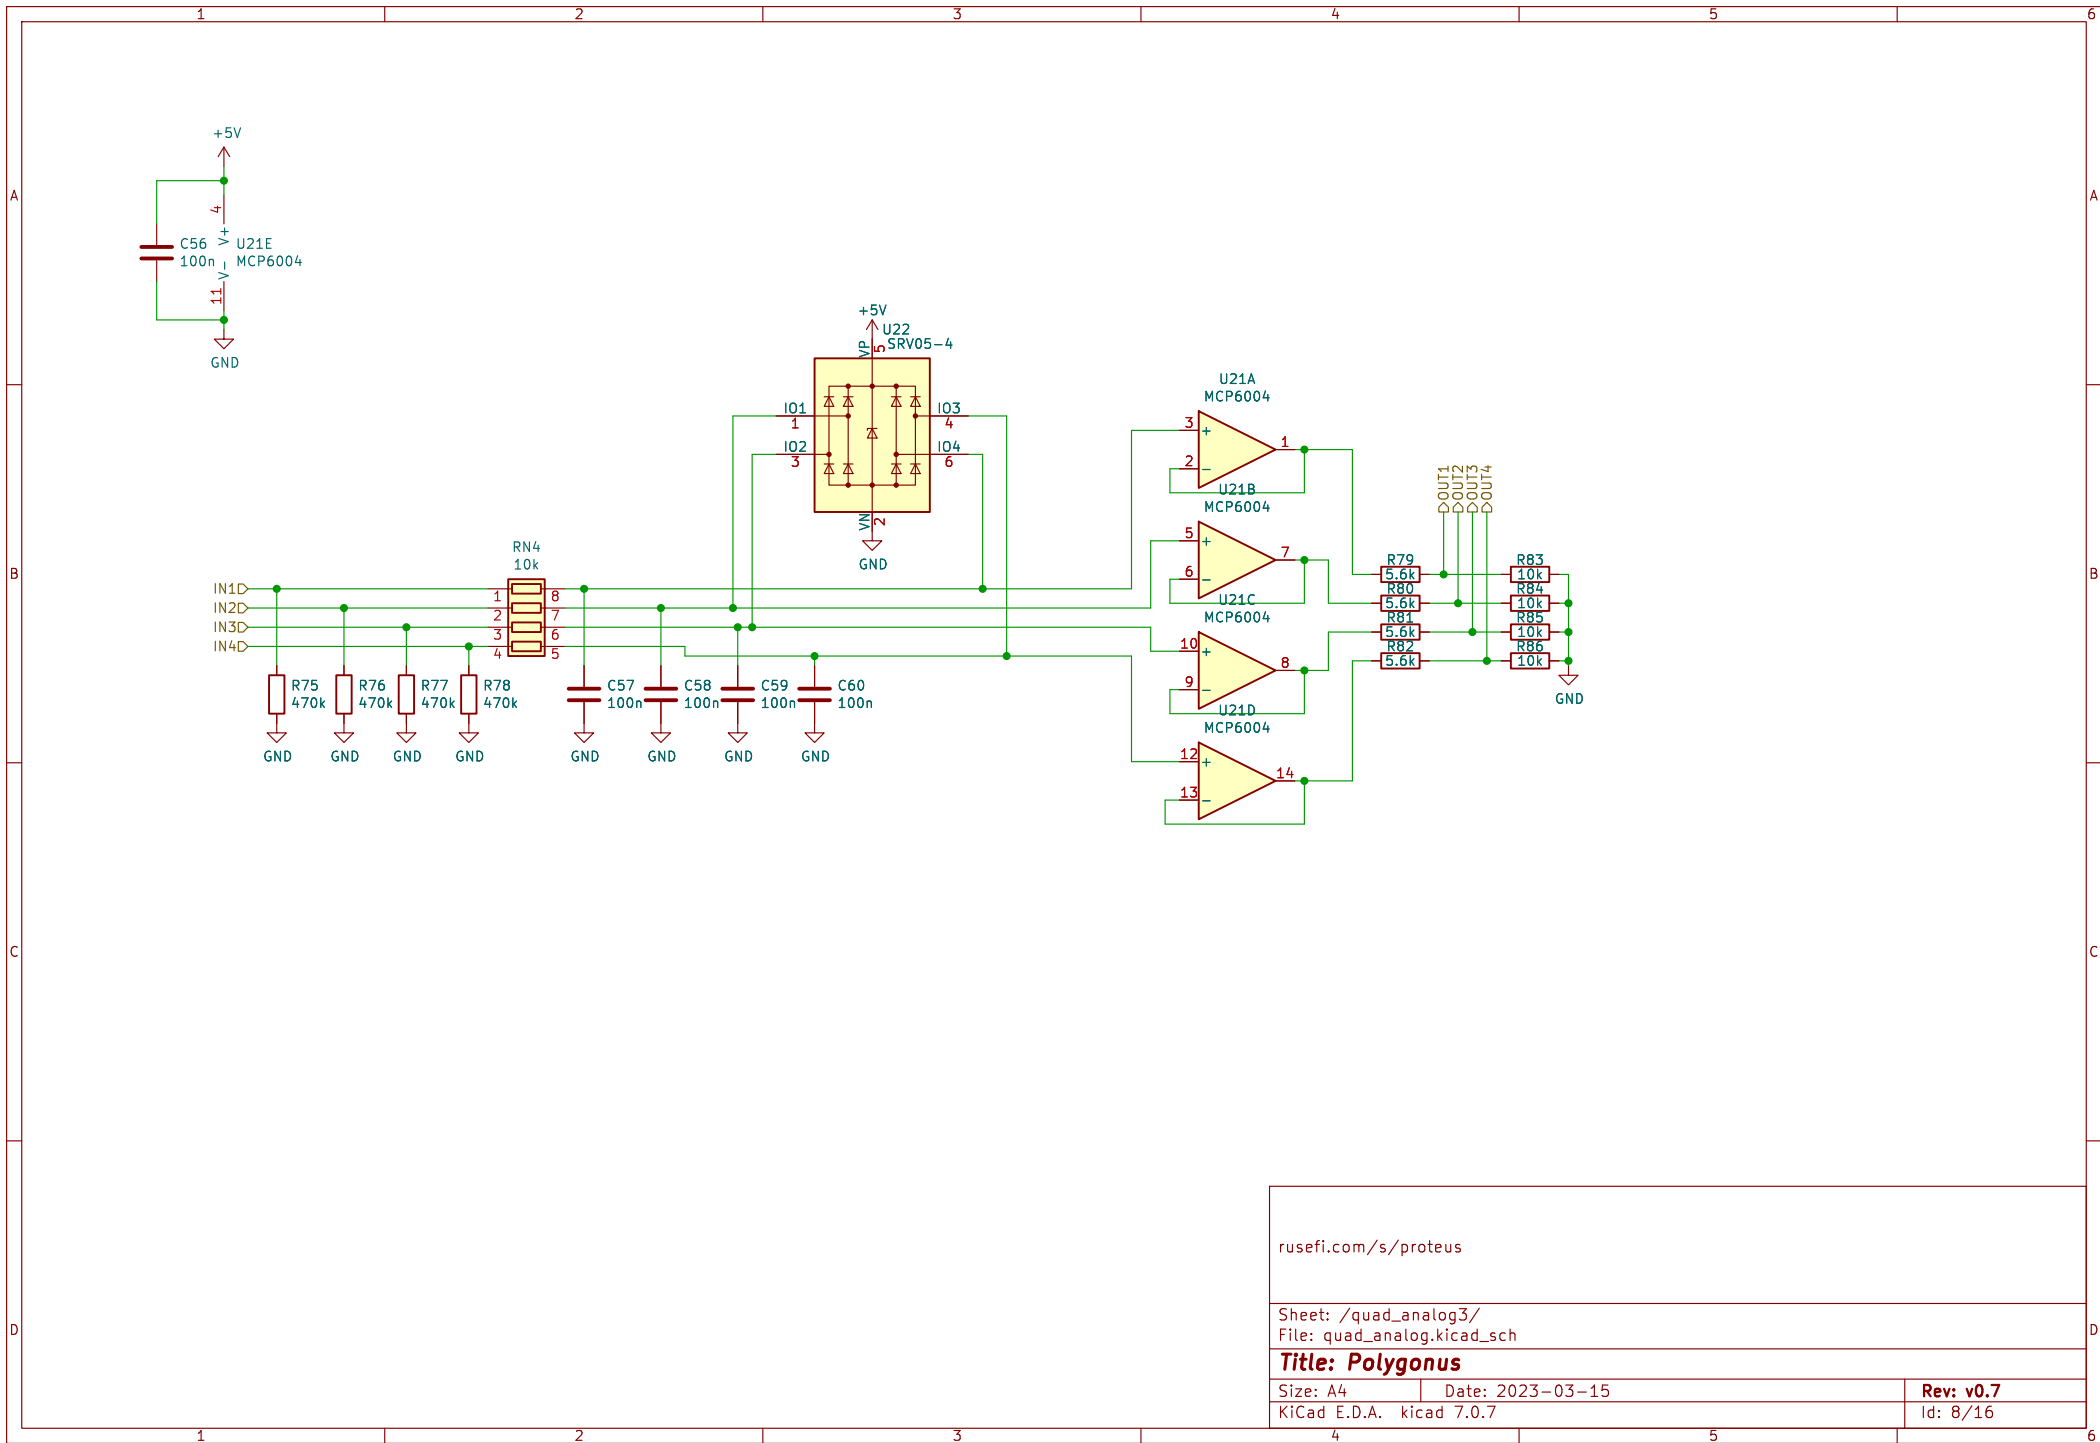 1 2 3 4 5 6
A A
B B
C C
D D
+5V
4
V+
C56
100n
U21E
MCP6004
V-
11
GND
+5V
U22
SRV05-4
VP
5
IO1
1
IO2
3
IO3
4
IO4
6
VN
2
GND
RN4
10k
IN1
IN2
IN3
IN4
1 8
2 7
3 6
4 5
R75
470k
R76
470k
R77
470k
R78
470k
C57
100n
C58
100n
C59
100n
C60
100n
GND GND GND GND GND GND GND GND
U21A
MCP6004
3 +
2 -
1
U21B
MCP6004
5 +
6 -
7
U21C
MCP6004
10 +
9 -
8
U21D
MCP6004
12 +
13 -
14
OUT1
OUT2
OUT3
OUT4
R79 R83
5.6k 10k
R80 R84
5.6k 10k
R81 R85
5.6k 10k
R82 R86
5.6k 10k
GND
rusefi.com/s/proteus
Sheet: /quad_analog3/
File: quad_analog.kicad_sch
Title: Polygonus
Size: A4 Date: 2023-03-15 Rev: v0.7
KiCad E.D.A. kicad 7.0.7 Id: 8/16
1 2 3 4 5 6